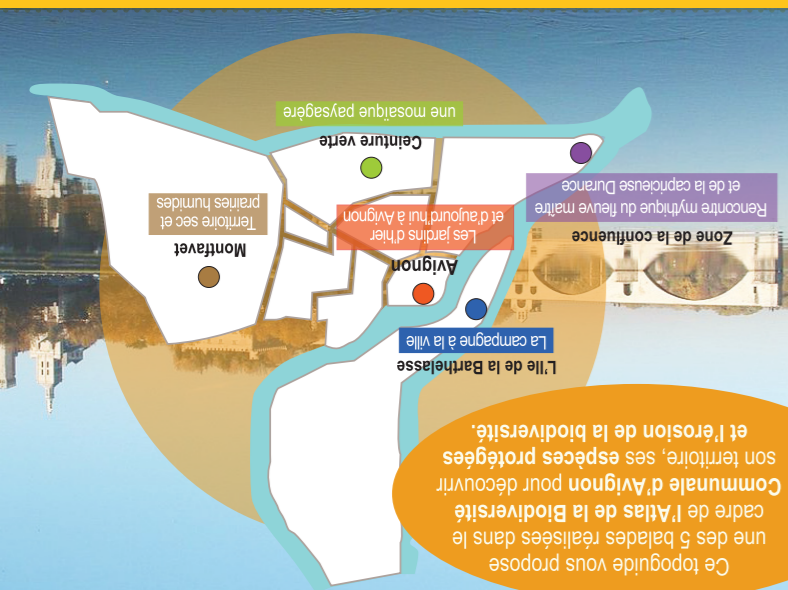 Ce topoguide vous propose
une des 5 balades réalisées dans le
cadre de l'Atlas de la Biodiversité
Communale d'Avignon pour découvrir
son territoire, ses espèces protégées
et l'érosion de la biodiversité.
L'Ile de la Barthelasse
La campagne à la ville
Avignon
Les jardins d'hier
et d'aujourd'hui à Avignon
Montfavet
Territoire sec et
prairies humides
Zone de la confluence
Rencontre mythique du fleuve maître
et de la capricieuse Durance
Ceinture verte
une mosaïque paysagère